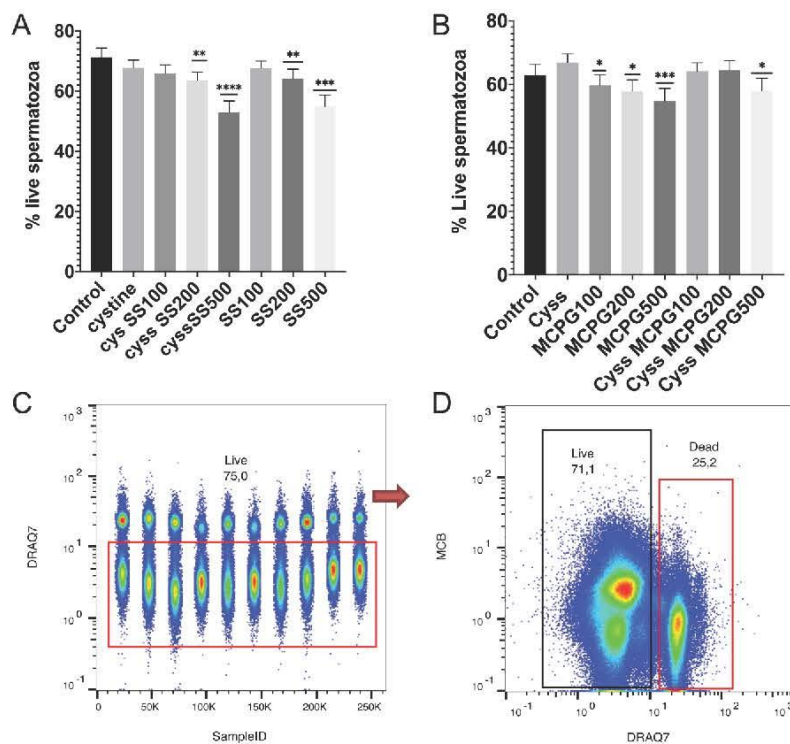 A
% live spermatozoa
80
60
40
20
0
**
****
**
***
Control
cystine
cys SS100
cyss SS200
cyssSS500
SS100
SS200
SS500
B
% Live spermatozoa
80
60
40
20
0
*
*
***
*
Control
Cyss
MCPG100
MCPG200
MCPG500
Cyss MCPG100
Cyss MCPG200
Cyss MCPG500
C
DRAQ7
10³
10²
10¹
10⁰
10⁻¹
Live
75,0
0 50K 100K 150K 200K 250K
SampleID
D
MCB
10³
10²
10¹
10⁰
10⁻¹
Live
71,1
Dead
25,2
10⁻¹ 10⁰ 10¹ 10² 10³
DRAQ7